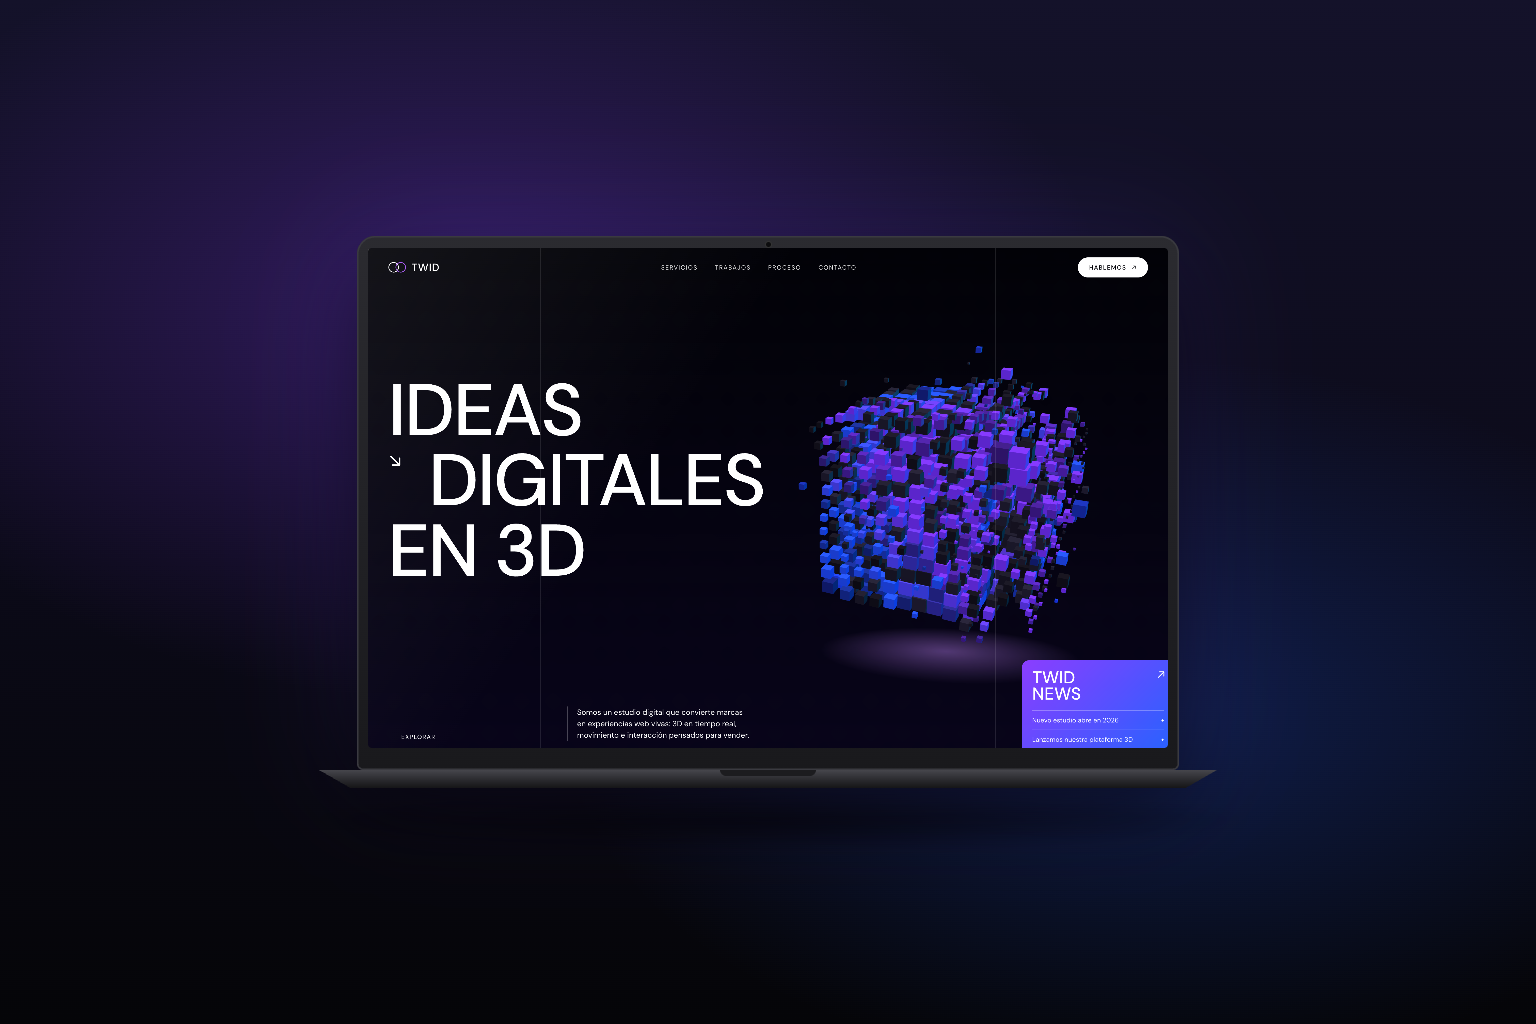 TWID
SERVICIOS TRABAJOS PROCESO CONTACTO
HABLEMOS
IDEAS
DIGITALES
EN 3D
Somos un estudio digital que convierte marcas
en experiencias web vivas: 3D en tiempo real,
movimiento e interacción pensados para vender.
EXPLORAR
TWID
NEWS
Nuevo estudio abre en 2026
Lanzamos nuestra plataforma 3D